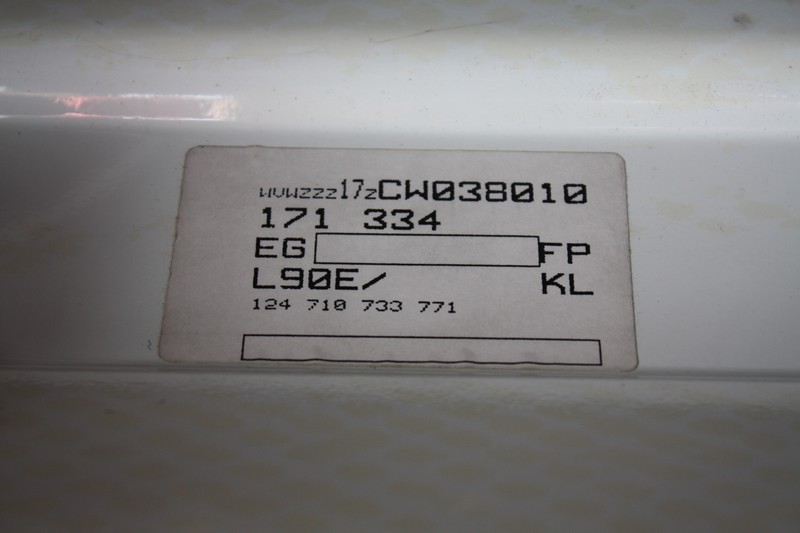 WVWZZZ17ZCW038010
171 334
EG FP
L90E/ KL
124 710 733 771